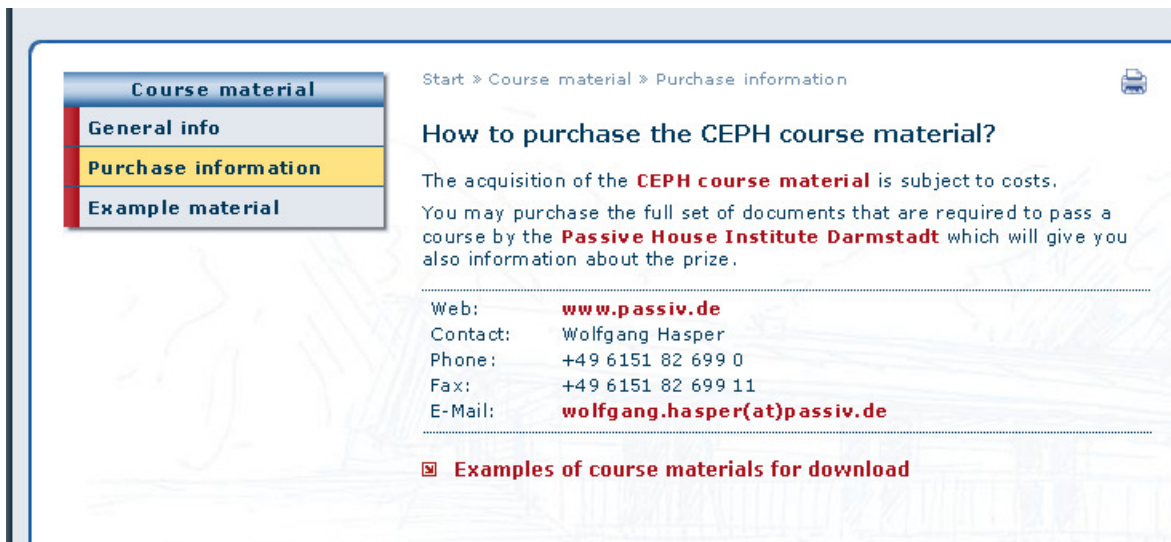 Course material
General info
Purchase information
Example material
Start » Course material » Purchase information
How to purchase the CEPH course material?
The acquisition of the CEPH course material is subject to costs.
You may purchase the full set of documents that are required to pass a
course by the Passive House Institute Darmstadt which will give you
also information about the prize.
Web: www.passiv.de
Contact: Wolfgang Hasper
Phone: +49 6151 82 699 0
Fax: +49 6151 82 699 11
E-Mail: wolfgang.hasper(at)passiv.de
Examples of course materials for download